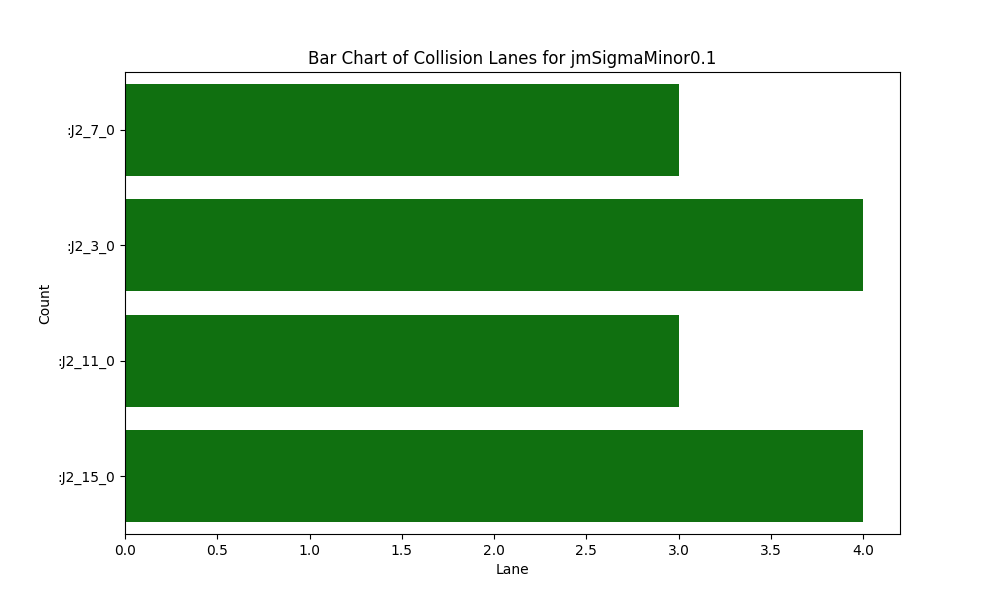 Bar Chart of Collision Lanes for jmSigmaMinor0.1
:J2_7_0
:J2_3_0
Count
:J2_11_0
:J2_15_0
0.0 0.5 1.0 1.5 2.0 2.5 3.0 3.5 4.0
Lane